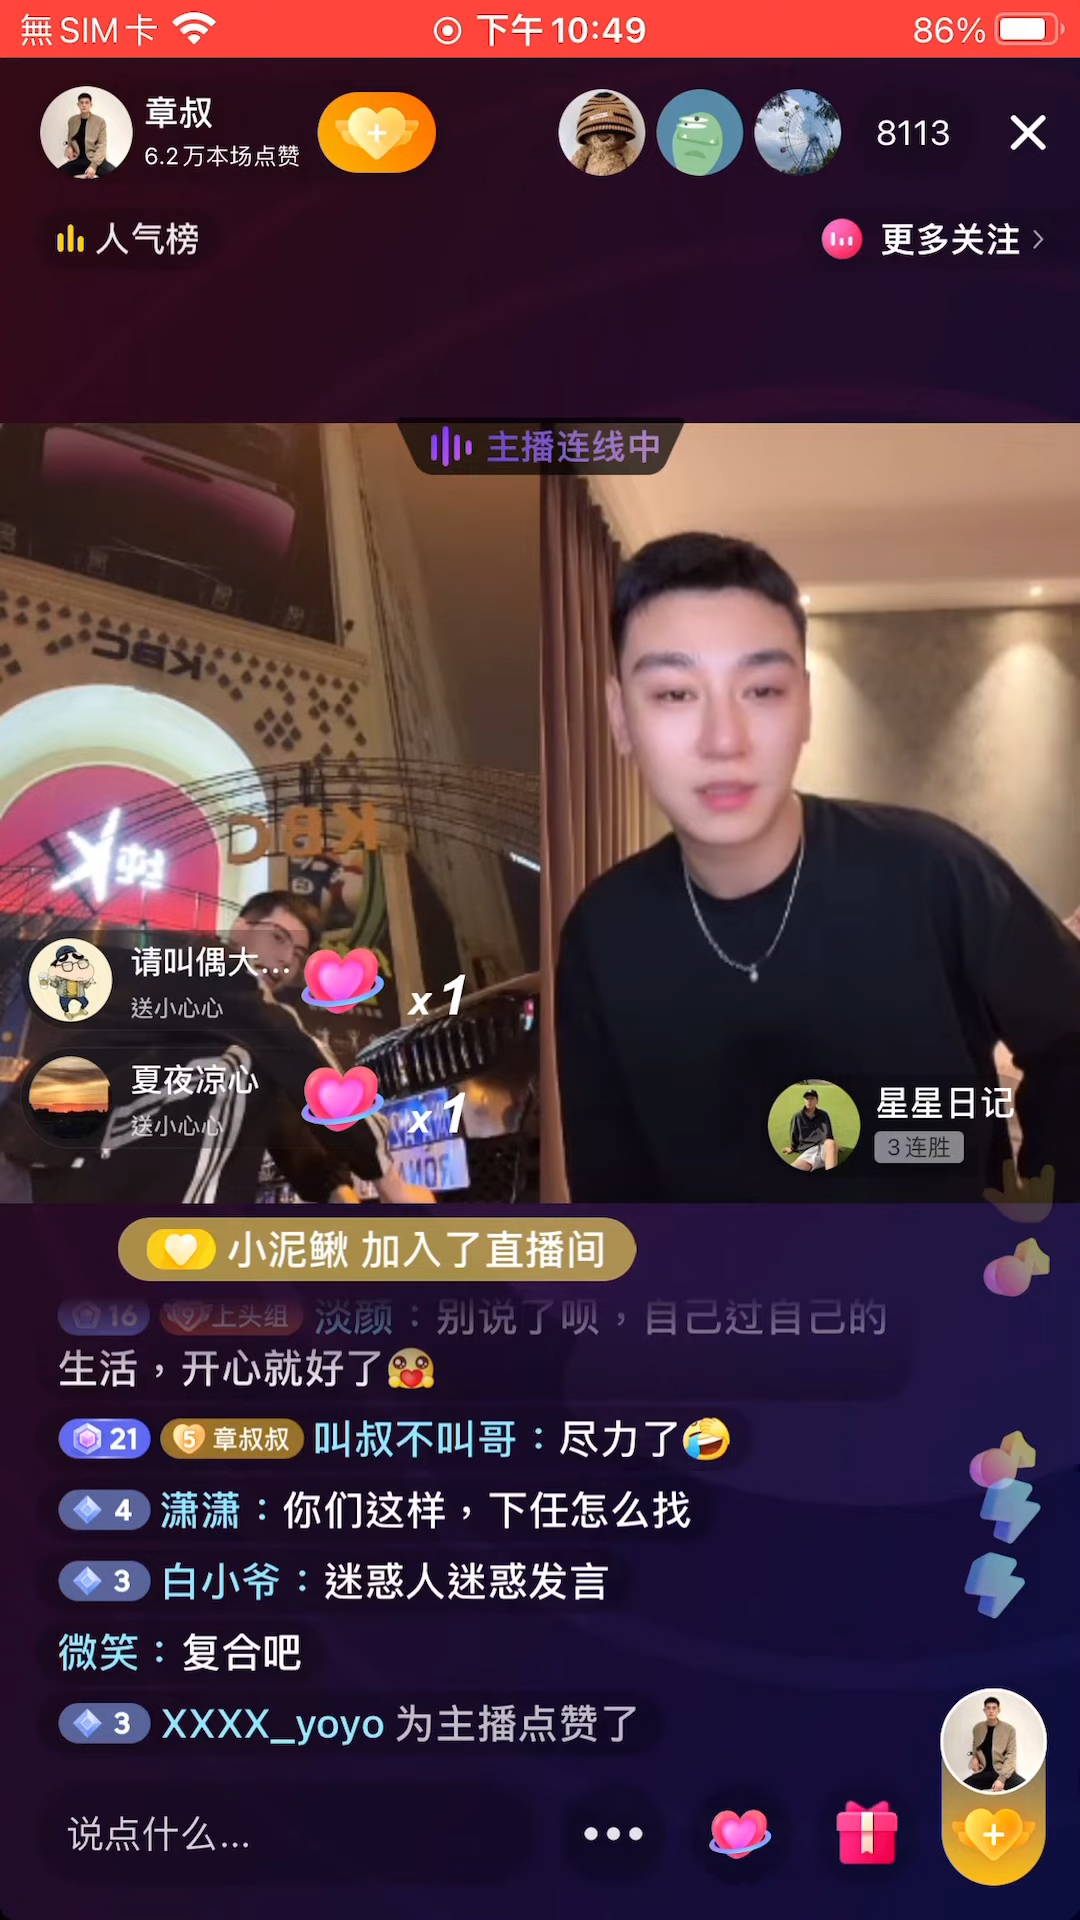 無SIM卡 下午10:49 86%
章叔
6.2万本场点赞
8113
人气榜
更多关注
主播连线中
KBC
KBC
纯K
请叫偶大...
送小心心
x1
夏夜凉心
送小心心
x1
星星日记
3连胜
小泥鳅 加入了直播间
16 9 上头组 淡颜：别说了呗，自己过自己的
生活，开心就好了🥰
21 5 章叔叔 叫叔不叫哥：尽力了🤣
4 潇潇：你们这样，下任怎么找
3 白小爷：迷惑人迷惑发言
微笑：复合吧
3 XXXX_yoyo 为主播点赞了
说点什么...